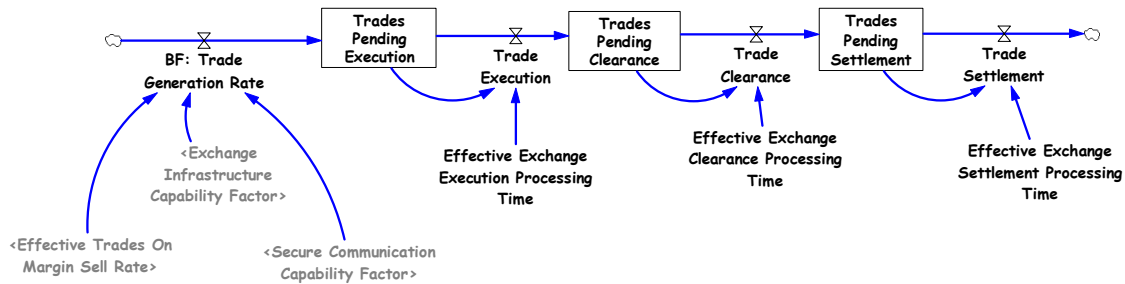 Trades
Pending
Execution
Trades
Pending
Clearance
Trades
Pending
Settlement
BF: Trade
Generation Rate
Trade
Execution
Trade
Clearance
Trade
Settlement
<Exchange
Infrastructure
Capability Factor>
Effective Exchange
Execution Processing
Time
Effective Exchange
Clearance Processing
Time
Effective Exchange
Settlement Processing
Time
<Effective Trades On
Margin Sell Rate>
<Secure Communication
Capability Factor>